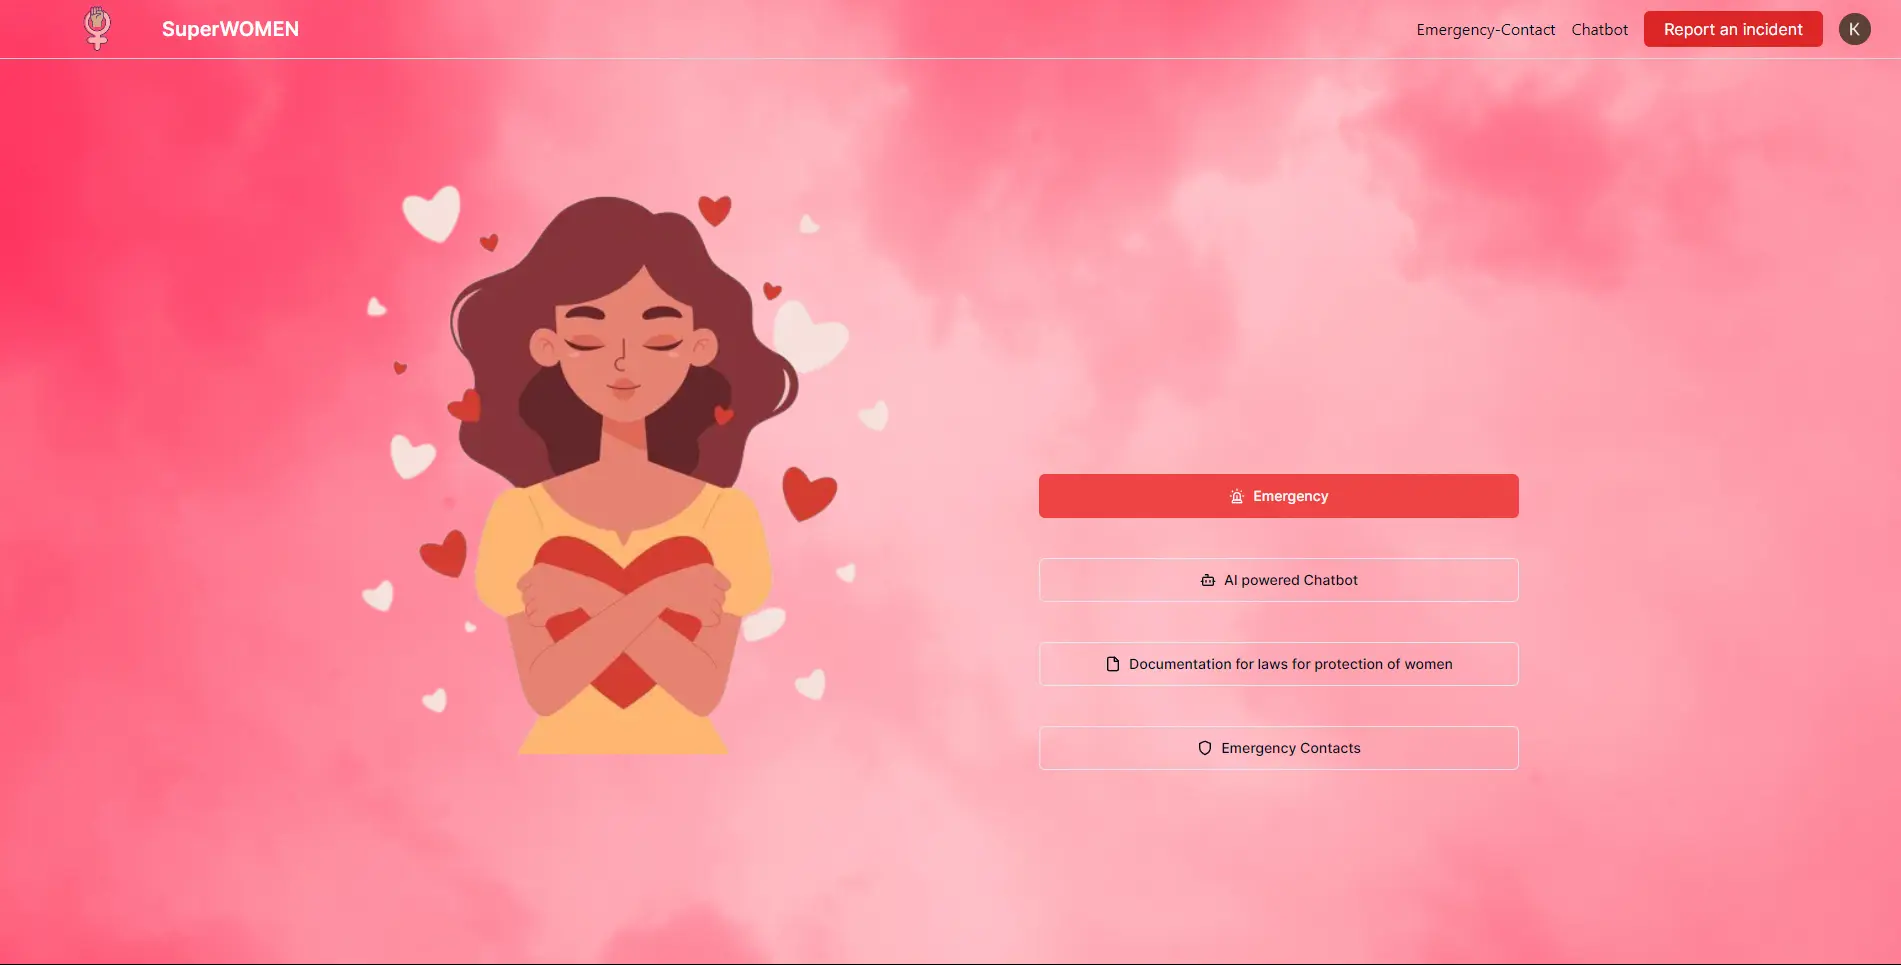 SuperWOMEN
Emergency-Contact
Chatbot
Report an incident
K
Emergency
AI powered Chatbot
Documentation for laws for protection of women
Emergency Contacts